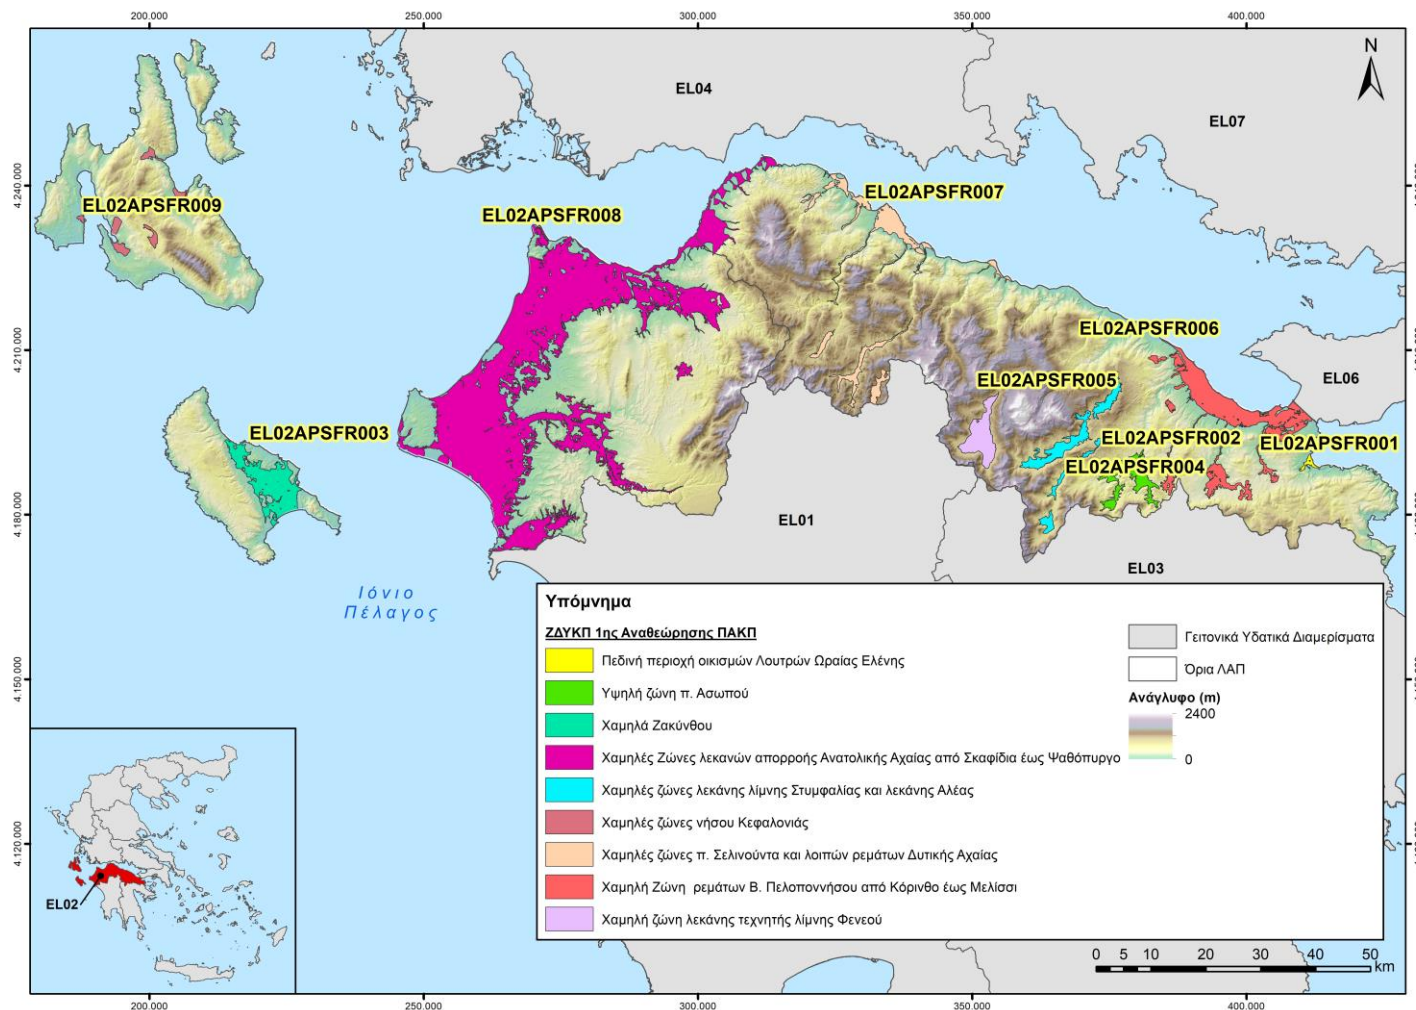 200.000 250.000 300.000 350.000 400.000
N
EL04
EL07
4.240.000
EL02APSFR007
EL02APSFR009
EL02APSFR008
EL02APSFR006
4.210.000
EL06
EL02APSFR005
EL02APSFR003
EL02APSFR002
EL02APSFR001
EL02APSFR004
4.180.000
EL01
EL03
Ιόνιο
Πέλαγος
Υπόμνημα
ΖΔΥΚΠ 1ης Αναθεώρησης ΠΑΚΠ
Πεδινή περιοχή οικισμών Λουτρών Ωραίας Ελένης
Υψηλή ζώνη π. Ασωπού
Χαμηλά Ζακύνθου
Χαμηλές Ζώνες λεκανών απορροής Ανατολικής Αχαίας από Σκαφίδια έως Ψαθόπυργο
Χαμηλές ζώνες λεκάνης λίμνης Στυμφαλίας και λεκάνης Αλέας
Χαμηλές ζώνες νήσου Κεφαλονιάς
Χαμηλές ζώνες π. Σελινούντα και λοιπών ρεμάτων Δυτικής Αχαίας
Χαμηλή Ζώνη ρεμάτων Β. Πελοποννήσου από Κόρινθο έως Μελίσσι
Χαμηλή ζώνη λεκάνης τεχνητής λίμνης Φενεού
Γειτονικά Υδατικά Διαμερίσματα
Όρια ΛΑΠ
Ανάγλυφο (m)
2400
0
4.150.000
4.120.000
EL02
0 5 10 20 30 40 50
km
200.000 250.000 300.000 350.000 400.000